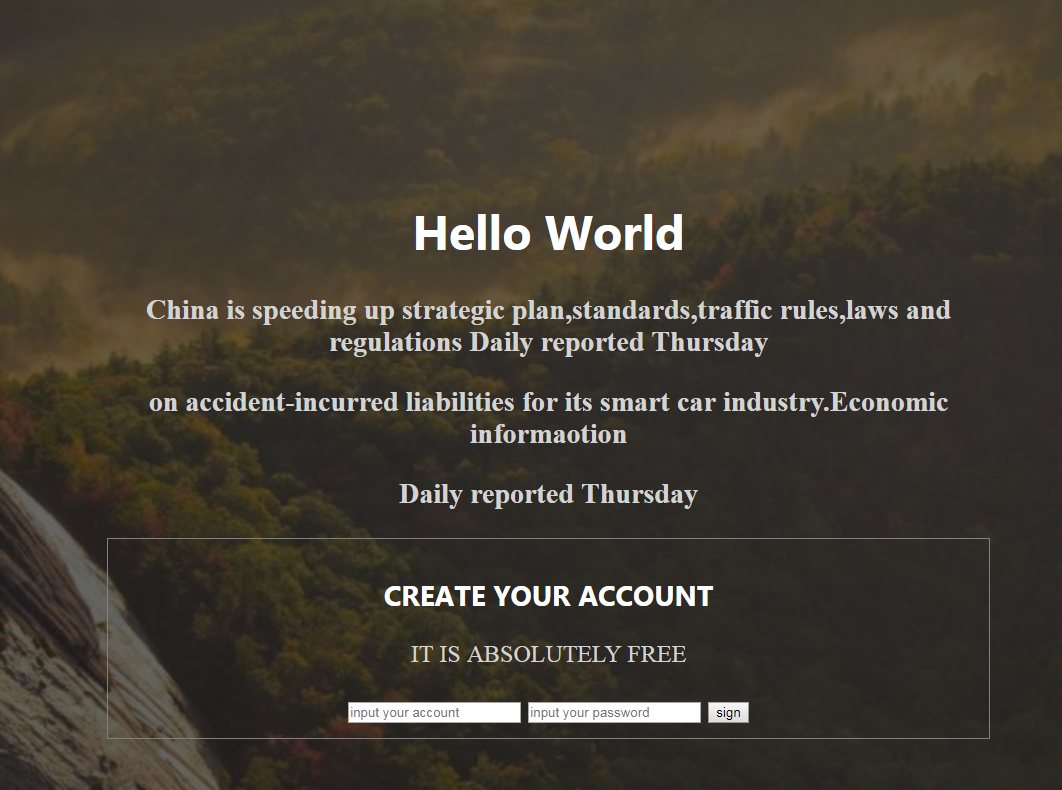 Hello World
China is speeding up strategic plan,standards,traffic rules,laws and
regulations Daily reported Thursday
on accident-incurred liabilities for its smart car industry.Economic
informaotion
Daily reported Thursday
CREATE YOUR ACCOUNT
IT IS ABSOLUTELY FREE
input your account input your password sign